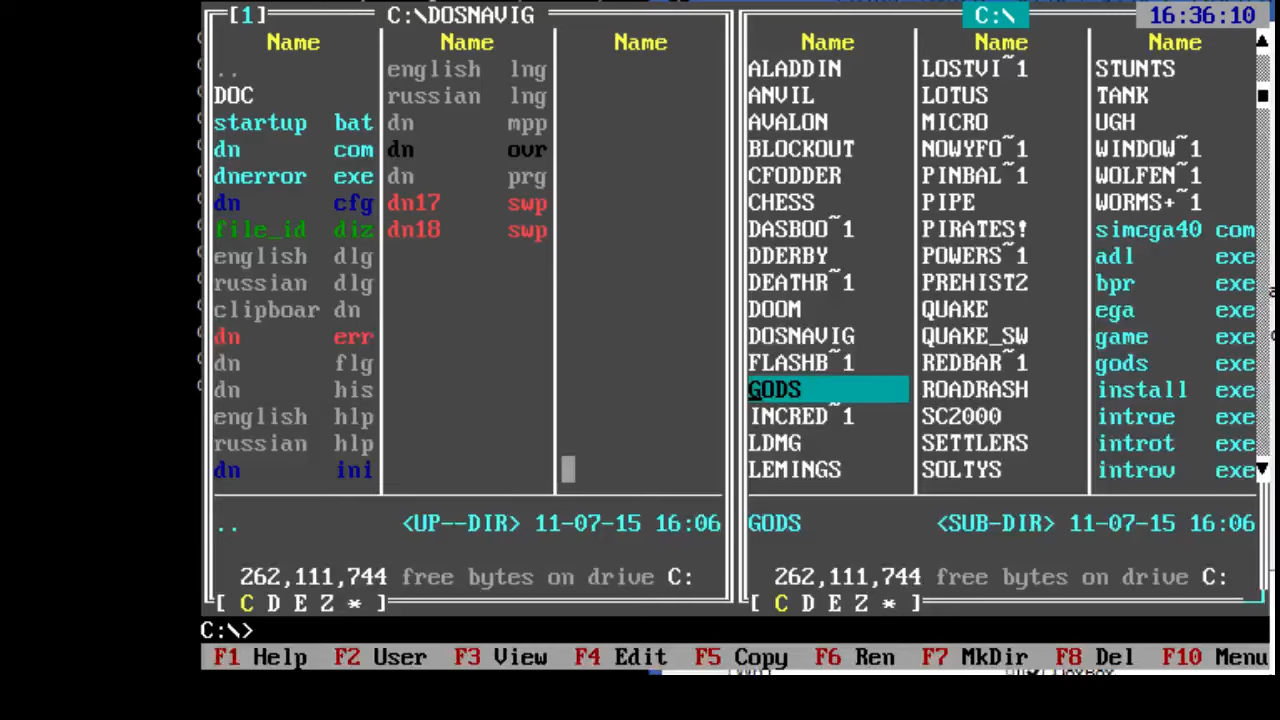 [1] C:\DOSNAVIG C:\ 16:36:10
Name Name Name Name Name Name
.. english lng ALADDIN LOSTVI~1 STUNTS
DOC russian lng ANVIL LOTUS TANK
startup bat dn mpp AVALON MICRO UGH
dn com dn ovr BLOCKOUT NOWYFO~1 WINDOW~1
dnerror exe dn prg CFODDER PINBAL~1 WOLFEN~1
dn cfg dn17 swp CHESS PIPE WORMS+~1
file_id diz dn18 swp DASBOO~1 PIRATES! simcga40 com
english dlg DDERBY POWERS~1 adl exe
russian dlg DEATHR~1 PREHIST2 bpr exe
clipboar dn DOOM QUAKE ega exe
dn err DOSNAVIG QUAKE_SW game exe
dn flg FLASHB~1 REDBAR~1 gods exe
dn his GODS ROADRASH install exe
english hlp INCRED~1 SC2000 introe exe
russian hlp LDMG SETTLERS introt exe
dn ini LEMINGS SOLTYS introv exe
.. <UP--DIR> 11-07-15 16:06 GODS <SUB-DIR> 11-07-15 16:06
262,111,744 free bytes on drive C: 262,111,744 free bytes on drive C:
[ C D E Z * ] [ C D E Z * ]
C:\>
F1 Help F2 User F3 View F4 Edit F5 Copy F6 Ren F7 MkDir F8 Del F10 Menu